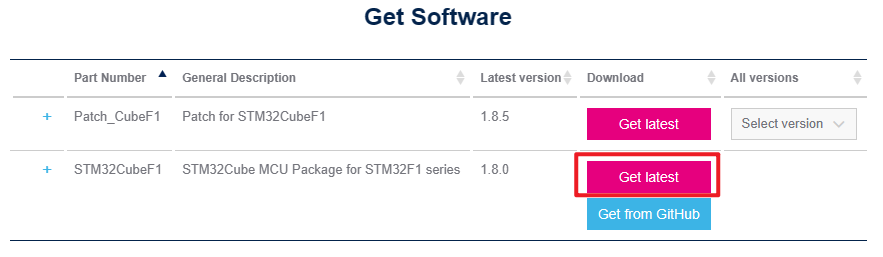 Get Software
Part Number General Description Latest version Download All versions
+ Patch_CubeF1 Patch for STM32CubeF1 1.8.5 Get latest Select version
+ STM32CubeF1 STM32Cube MCU Package for STM32F1 series 1.8.0 Get latest
Get from GitHub